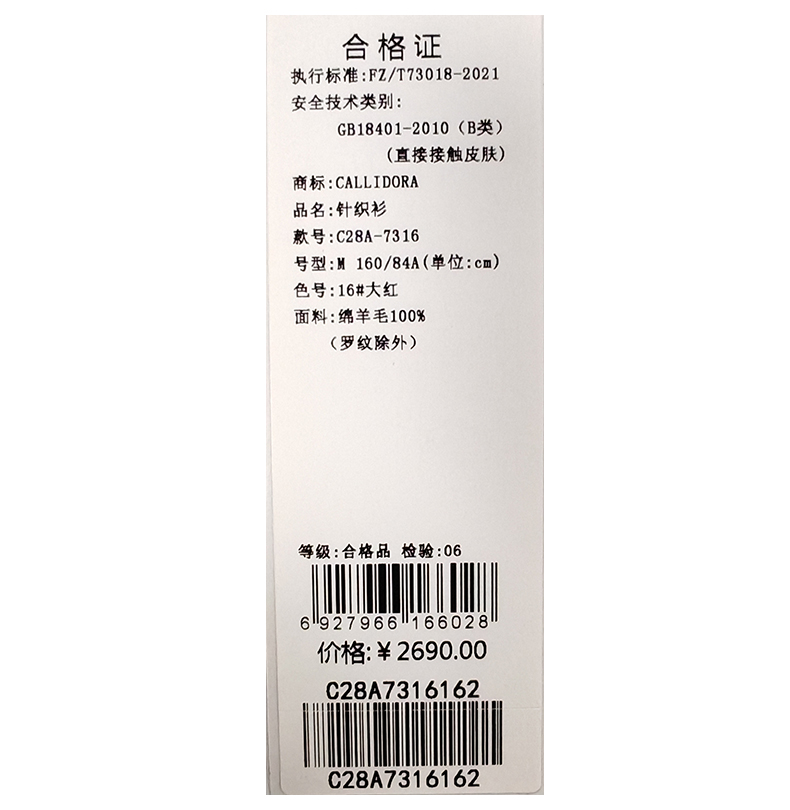 合格证
执行标准:FZ/T73018-2021
安全技术类别:
GB18401-2010（B类）
(直接接触皮肤)
商标:CALLIDORA
品名:针织衫
款号:C28A-7316
号型:M 160/84A(单位:cm)
色号:16#大红
面料:绵羊毛100%
（罗纹除外）
等级:合格品 检验:06
6 927966 166028
价格:￥2690.00
C28A7316162
C28A7316162